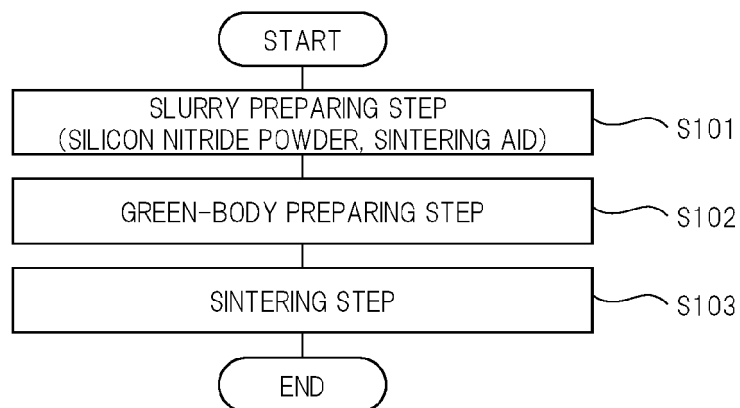 START
SLURRY PREPARING STEP
(SILICON NITRIDE POWDER, SINTERING AID)
S101
GREEN-BODY PREPARING STEP
S102
SINTERING STEP
S103
END